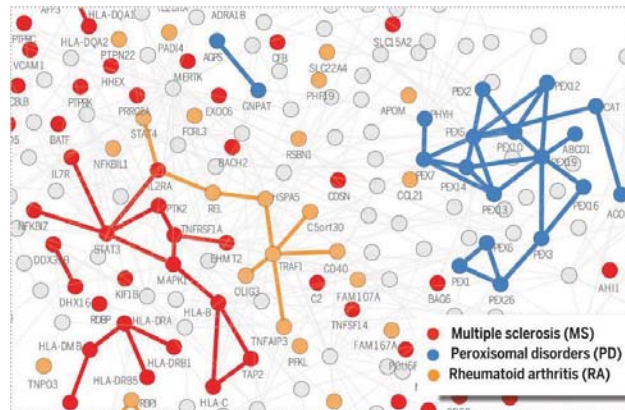 HLA-DQA1
ADRA1B
HLA-DQA2
PTPN22
PADI4
AGPS
CFB
SLC15A2
VCAM1
HHEX
MERTK
SLC22A4
PTPRK
PRRC2A
EXOC6
GNPAT
PHF19
APOM
PEX2
PEX12
CAT
BATF
STAT4
FCRL3
PHYH
PEX5
PEX10
ABCD1
NFKBIL1
BACH2
RSBN1
PEX19
IL7R
IL2RA
CDSN
CCL21
PEX7
PEX14
PEX13
PEX16
NFKBIZ
PTK2
REL
HSPA5
STAT3
TNFRSF1A
C5orf30
PEX6
PEX3
EHMT2
TRAF1
CD40
MAPK1
OLIG3
FAM107A
PEX1
PEX26
AHI1
DHX16
KIF1B
C2
BAG6
HLA-DRA
HLA-B
TNFSF14
HLA-DMB
HLA-DRB1
TNFAIP3
FAM167A
TNPO3
HLA-DRB5
TAP2
PFKL
HLA-C
Multiple sclerosis (MS)
Peroxisomal disorders (PD)
Rheumatoid arthritis (RA)